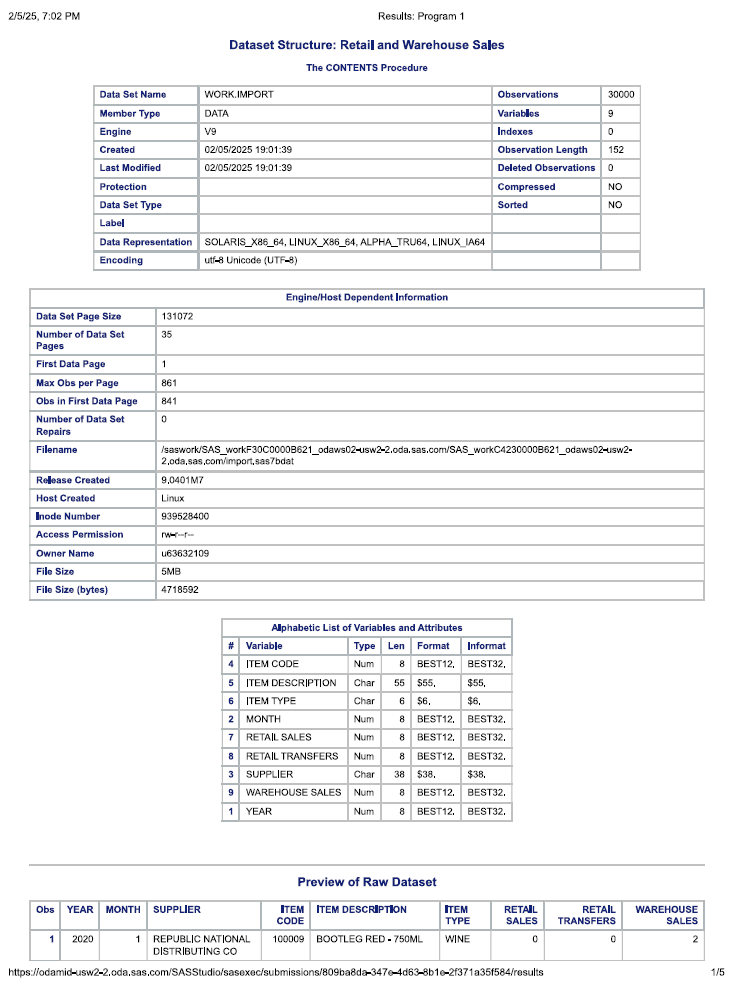 2/5/25, 7:02 PM Results: Program 1
Dataset Structure: Retail and Warehouse Sales
The CONTENTS Procedure
Data Set Name WORK.IMPORT Observations 30000
Member Type DATA Variables 9
Engine V9 Indexes 0
Created 02/05/2025 19:01:39 Observation Length 152
Last Modified 02/05/2025 19:01:39 Deleted Observations 0
Protection Compressed NO
Data Set Type Sorted NO
Label
Data Representation SOLARIS_X86_64, LINUX_X86_64, ALPHA_TRU64, LINUX_IA64
Encoding utf-8 Unicode (UTF-8)
Engine/Host Dependent Information
Data Set Page Size 131072
Number of Data Set Pages 35
First Data Page 1
Max Obs per Page 861
Obs in First Data Page 841
Number of Data Set Repairs 0
Filename /saswork/SAS_workF30C0000B621_odaws02-usw2-2.oda.sas.com/SAS_workC4230000B621_odaws02-usw2-
2.oda.sas.com/import.sas7bdat
Release Created 9.0401M7
Host Created Linux
Inode Number 939528400
Access Permission rw-r--r--
Owner Name u63632109
File Size 5MB
File Size (bytes) 4718592
Alphabetic List of Variables and Attributes
# Variable Type Len Format Informat
4 ITEM CODE Num 8 BEST12. BEST32.
5 ITEM DESCRIPTION Char 55 $55. $55.
6 ITEM TYPE Char 6 $6. $6.
2 MONTH Num 8 BEST12. BEST32.
7 RETAIL SALES Num 8 BEST12. BEST32.
8 RETAIL TRANSFERS Num 8 BEST12. BEST32.
3 SUPPLIER Char 38 $38. $38.
9 WAREHOUSE SALES Num 8 BEST12. BEST32.
1 YEAR Num 8 BEST12. BEST32.
Preview of Raw Dataset
Obs YEAR MONTH SUPPLIER ITEM CODE ITEM DESCRIPTION ITEM TYPE RETAIL SALES RETAIL TRANSFERS WAREHOUSE SALES
1 2020 1 REPUBLIC NATIONAL DISTRIBUTING CO 100009 BOOTLEG RED - 750ML WINE 0 0 2
https://odamid-usw2-2.oda.sas.com/SASStudio/sasexec/submissions/809ba8da-347e-4d63-8b1e-2f371a35f584/results 1/5